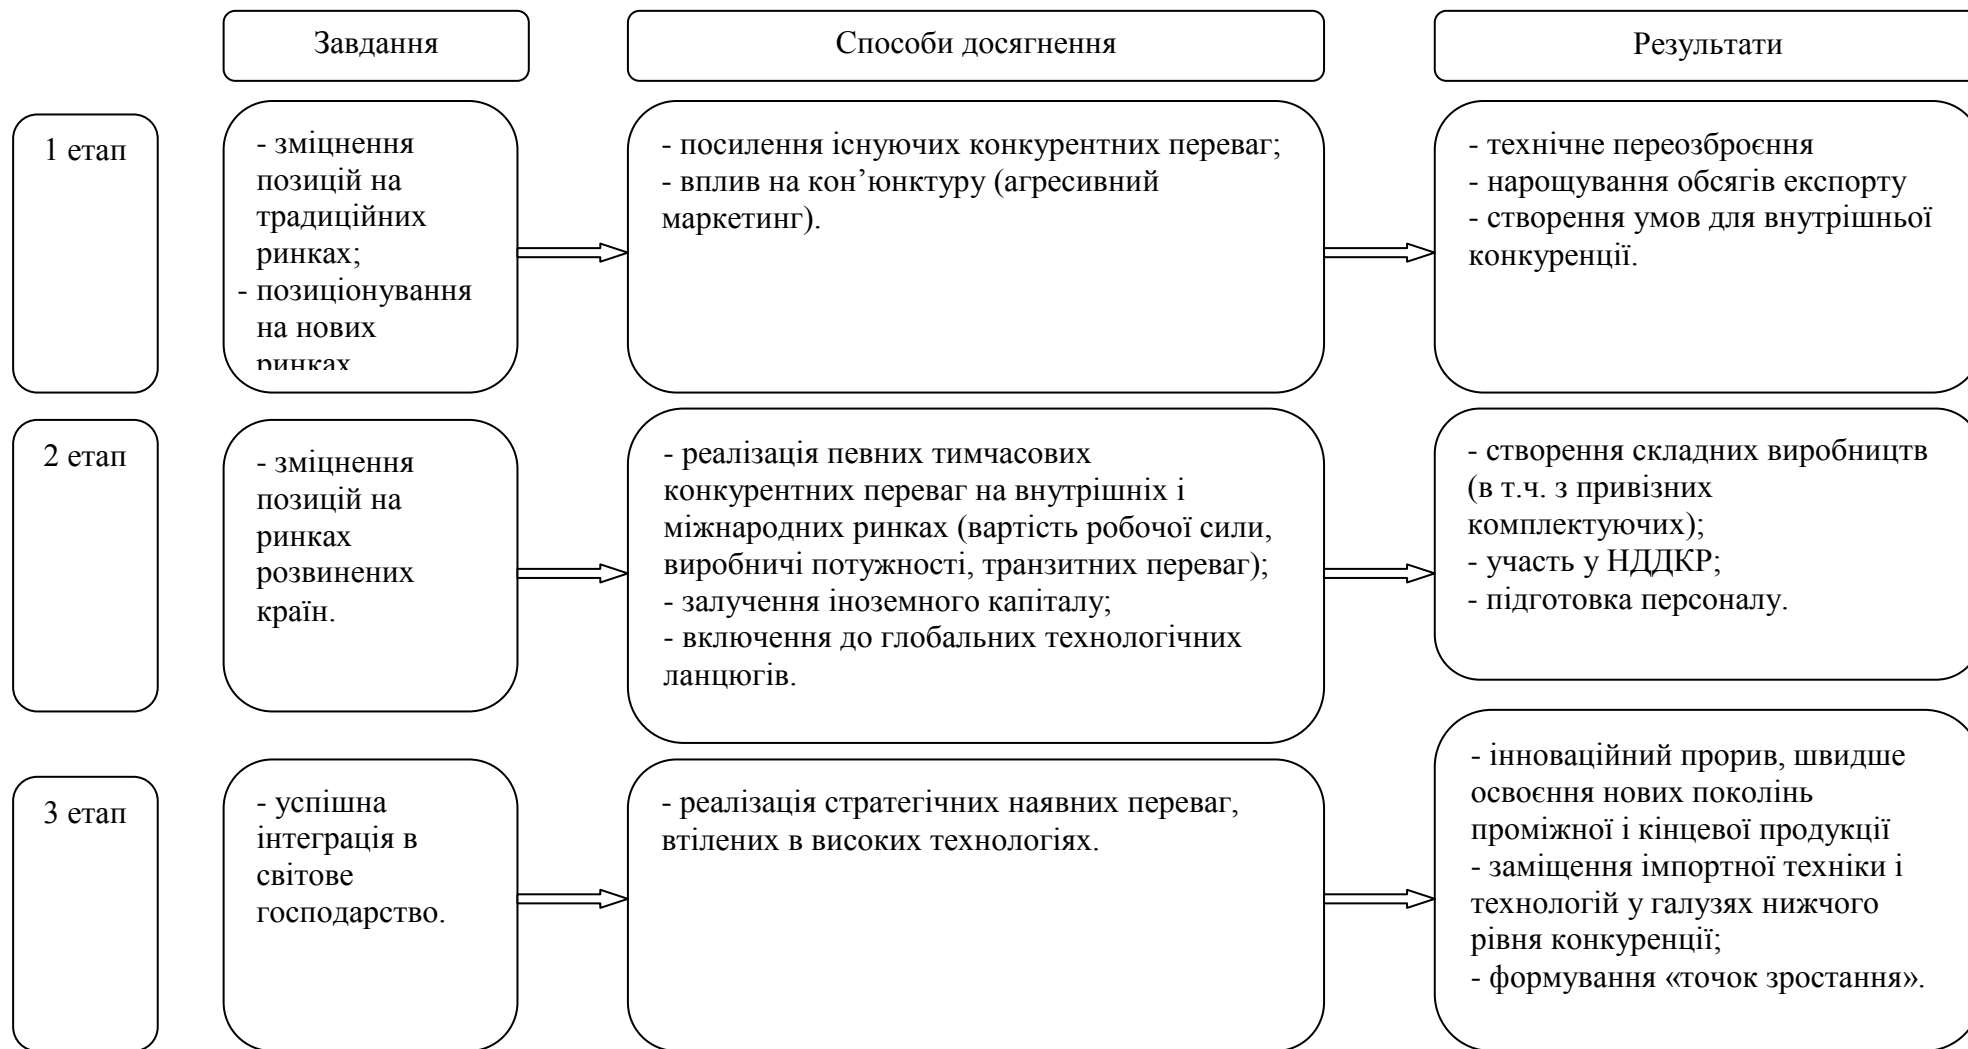 Завдання
Способи досягнення
Результати
1 етап
- зміцнення
позицій на
традиційних
ринках;
- позиціонування
на нових
ринках
- посилення існуючих конкурентних переваг;
- вплив на кон’юнктуру (агресивний
маркетинг).
- технічне переозброєння
- нарощування обсягів експорту
- створення умов для внутрішньої
конкуренції.
2 етап
- зміцнення
позицій на
ринках
розвинених
країн.
- реалізація певних тимчасових
конкурентних переваг на внутрішніх і
міжнародних ринках (вартість робочої сили,
виробничі потужності, транзитних переваг);
- залучення іноземного капіталу;
- включення до глобальних технологічних
ланцюгів.
- створення складних виробництв
(в т.ч. з привізних
комплектуючих);
- участь у НДДКР;
- підготовка персоналу.
3 етап
- успішна
інтеграція в
світове
господарство.
- реалізація стратегічних наявних переваг,
втілених в високих технологіях.
- інноваційний прорив, швидше
освоєння нових поколінь
проміжної і кінцевої продукції
- заміщення імпортної техніки і
технологій у галузях нижчого
рівня конкуренції;
- формування «точок зростання».